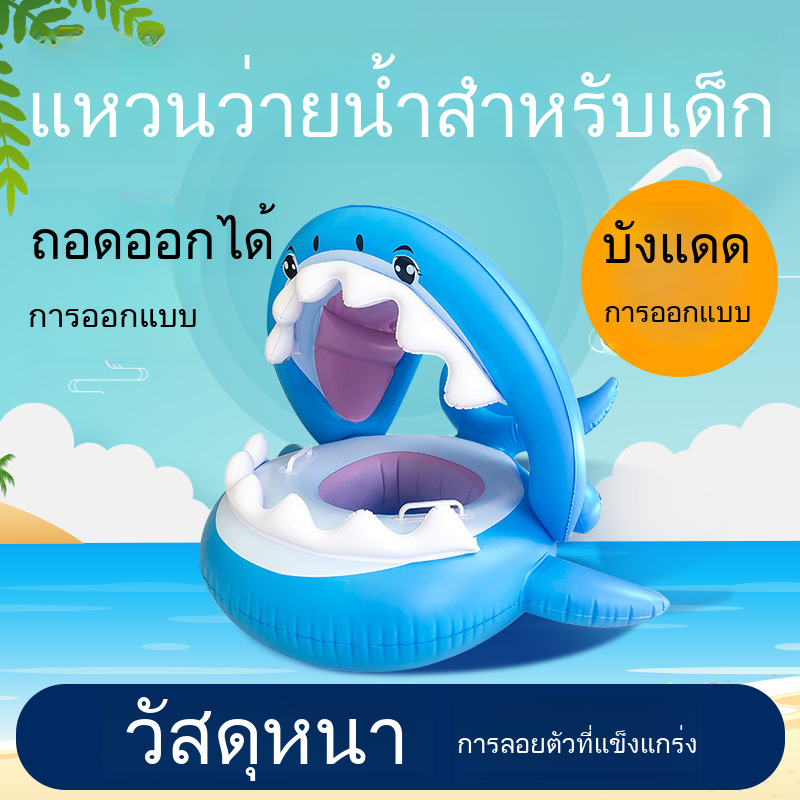 แหวนว่ายน้ำสำหรับเด็ก
ถอดออกได้
การออกแบบ
บังแดด
การออกแบบ
วัสดุหนา
การลอยตัวที่แข็งแกร่ง